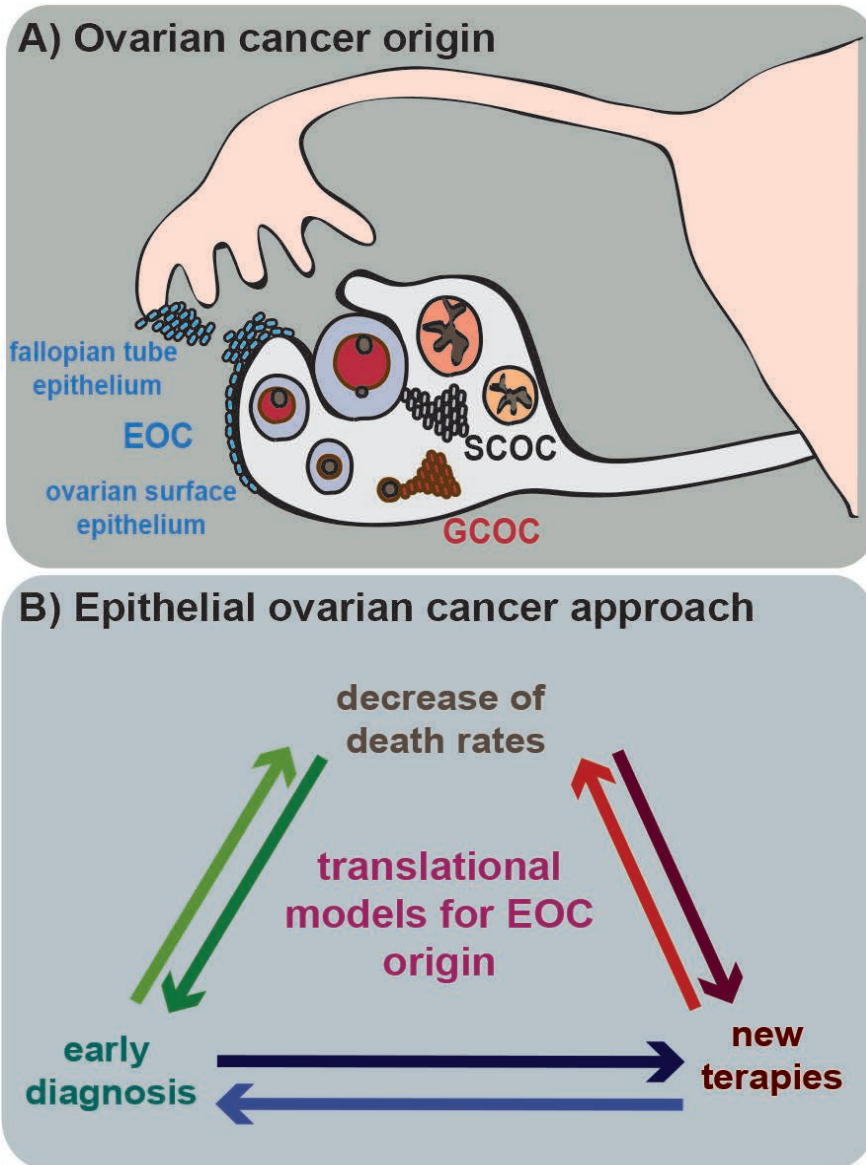 A) Ovarian cancer origin
fallopian tube
epithelium
EOC
ovarian surface
epithelium
SCOC
GCOC
B) Epithelial ovarian cancer approach
decrease of
death rates
translational
models for EOC
origin
early
diagnosis
new
terapies